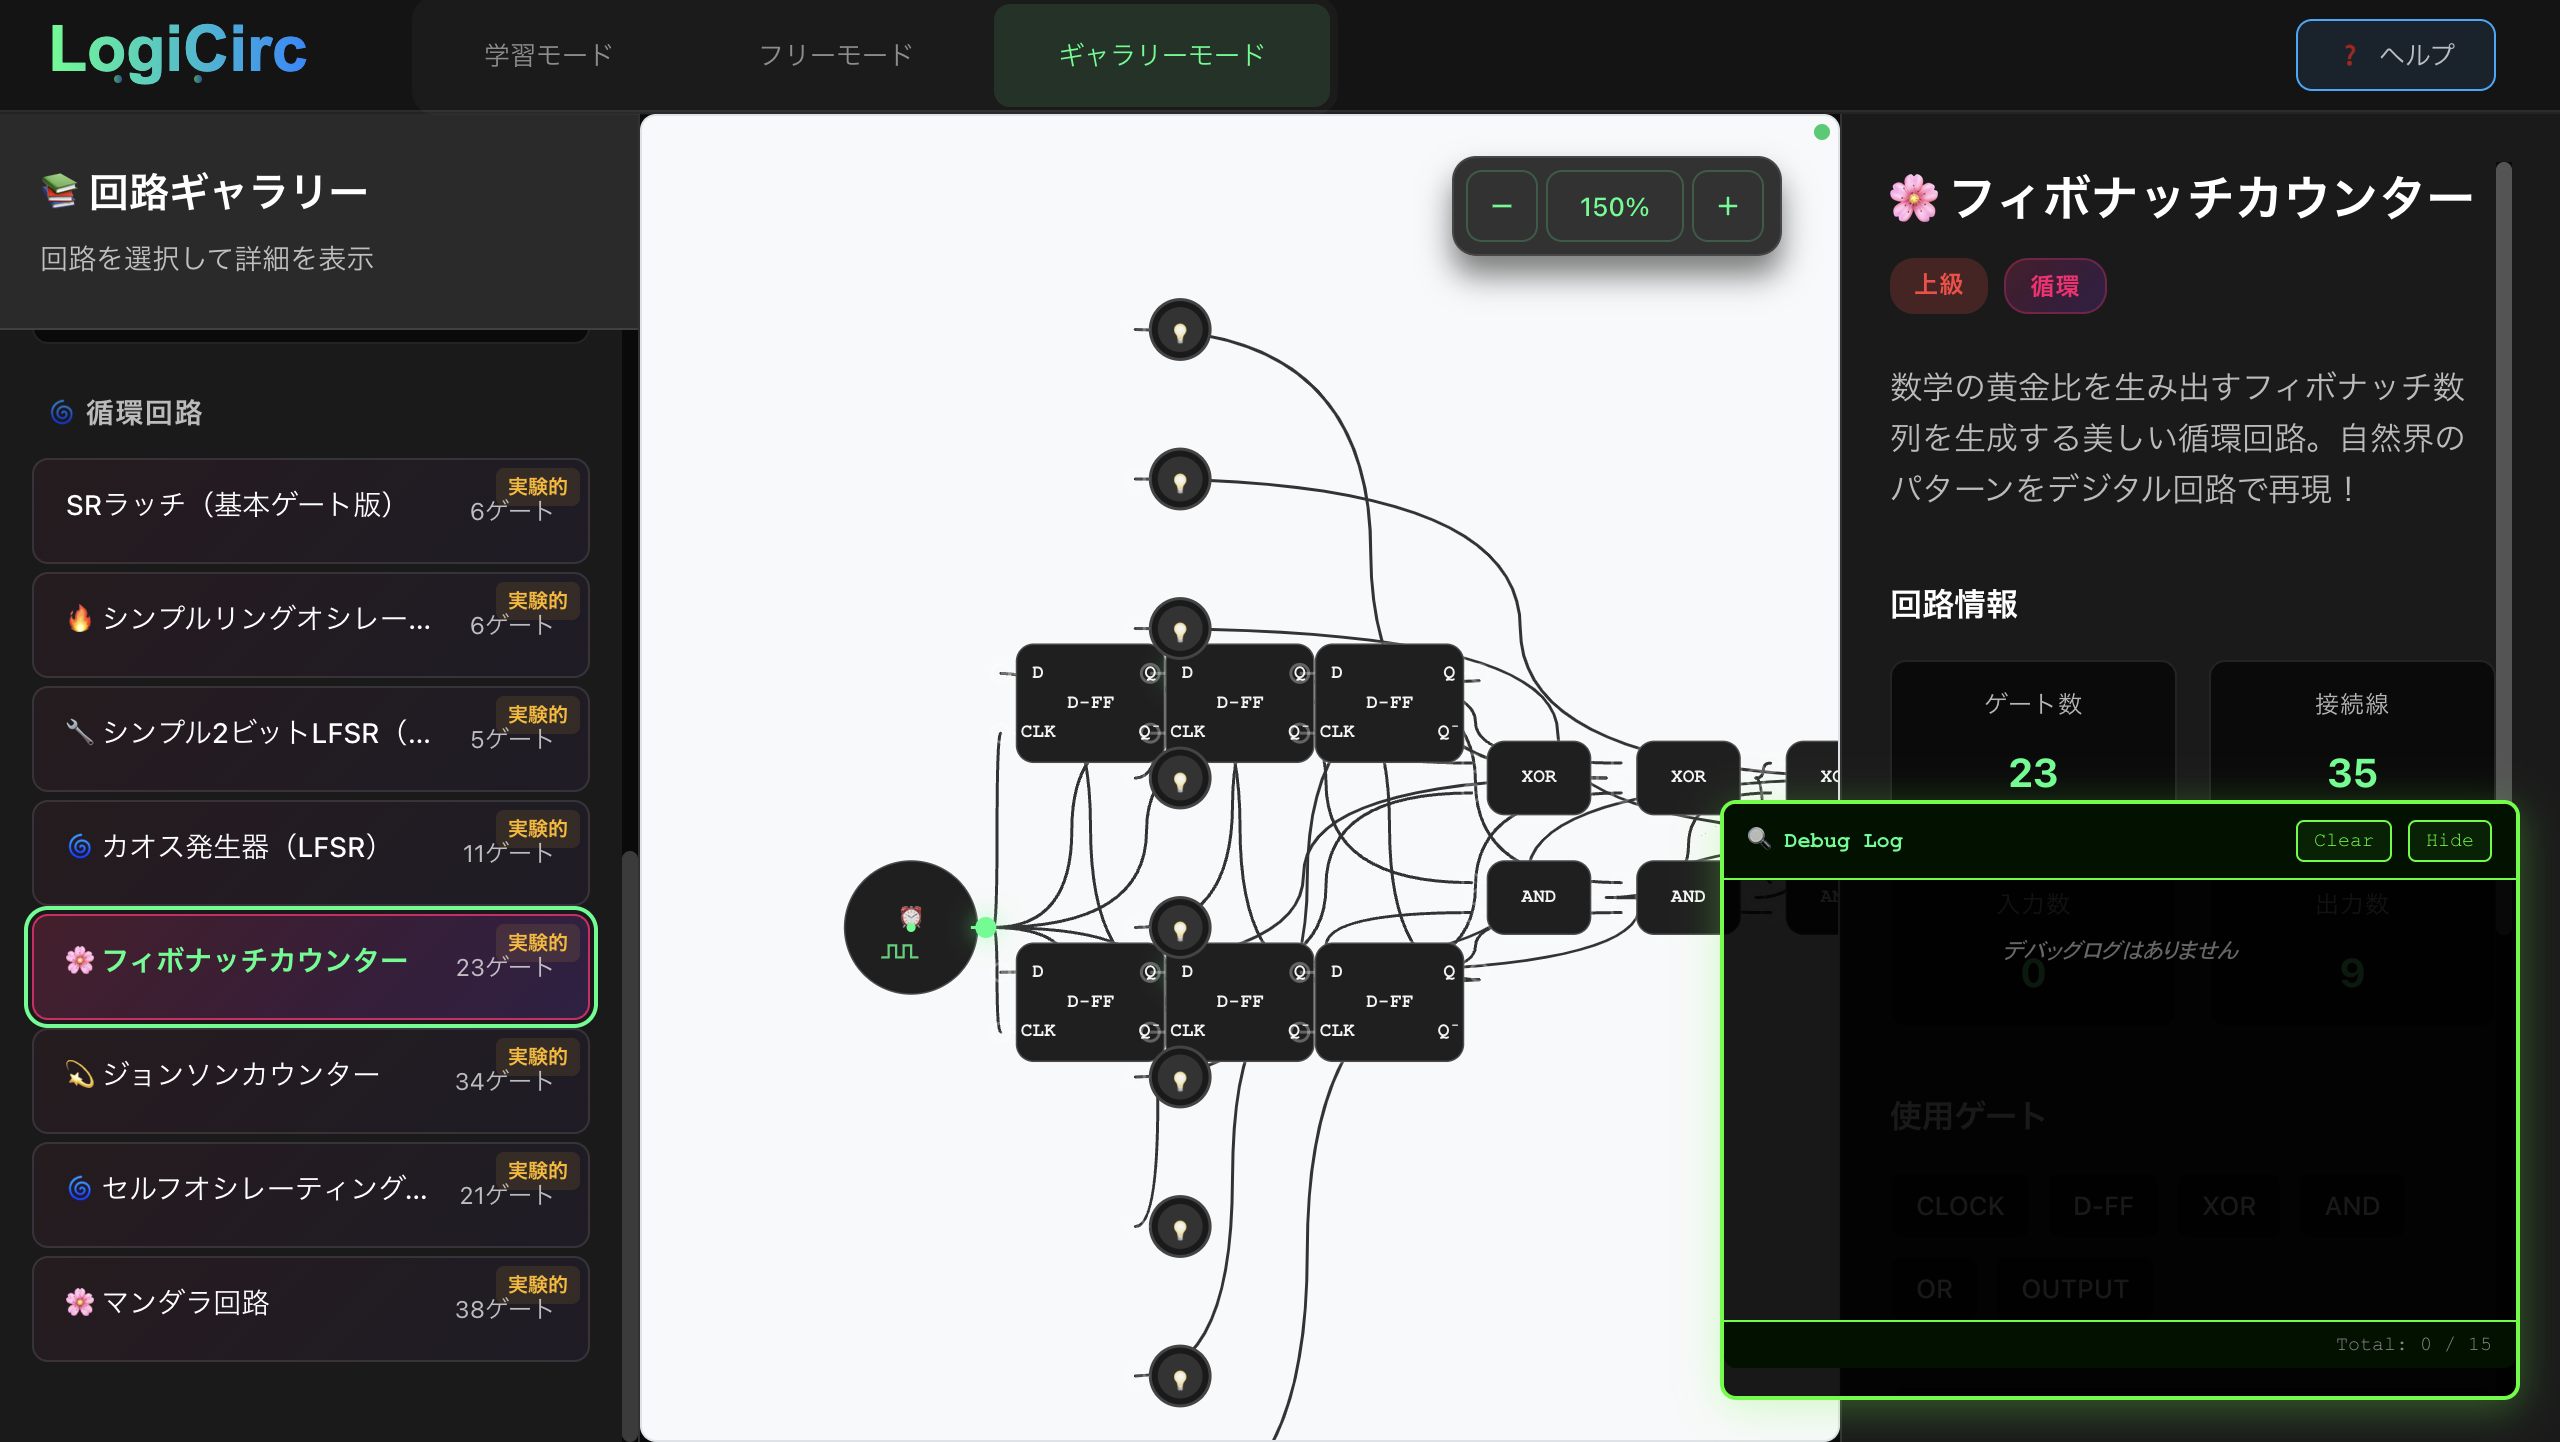 LogiCirc
学習モード
フリーモード
ギャラリーモード
❓ ヘルプ
📚 回路ギャラリー
回路を選択して詳細を表示
🌀 循環回路
SRラッチ（基本ゲート版）
実験的
6ゲート
🔥 シンプルリングオシレー...
実験的
6ゲート
🔧 シンプル2ビットLFSR（...
実験的
5ゲート
🌀 カオス発生器（LFSR）
実験的
11ゲート
🌸 フィボナッチカウンター
実験的
23ゲート
💫 ジョンソンカウンター
実験的
34ゲート
🌀 セルフオシレーティング...
実験的
21ゲート
🌸 マンダラ回路
実験的
38ゲート
− 150% +
D Q D Q D Q
D-FF D-FF D-FF
CLK Q̄ CLK Q̄ CLK Q̄
XOR XOR XO
AND AND AN
D Q D Q D Q
D-FF D-FF D-FF
CLK Q̄ CLK Q̄ CLK Q̄
🌸 フィボナッチカウンター
上級 循環
数学の黄金比を生み出すフィボナッチ数
列を生成する美しい循環回路。自然界の
パターンをデジタル回路で再現！
回路情報
ゲート数
23
接続線
35
🔍 Debug Log
Clear
Hide
入力数
0
出力数
9
デバッグログはありません
使用ゲート
CLOCK D-FF XOR AND
OR OUTPUT
Total: 0 / 15